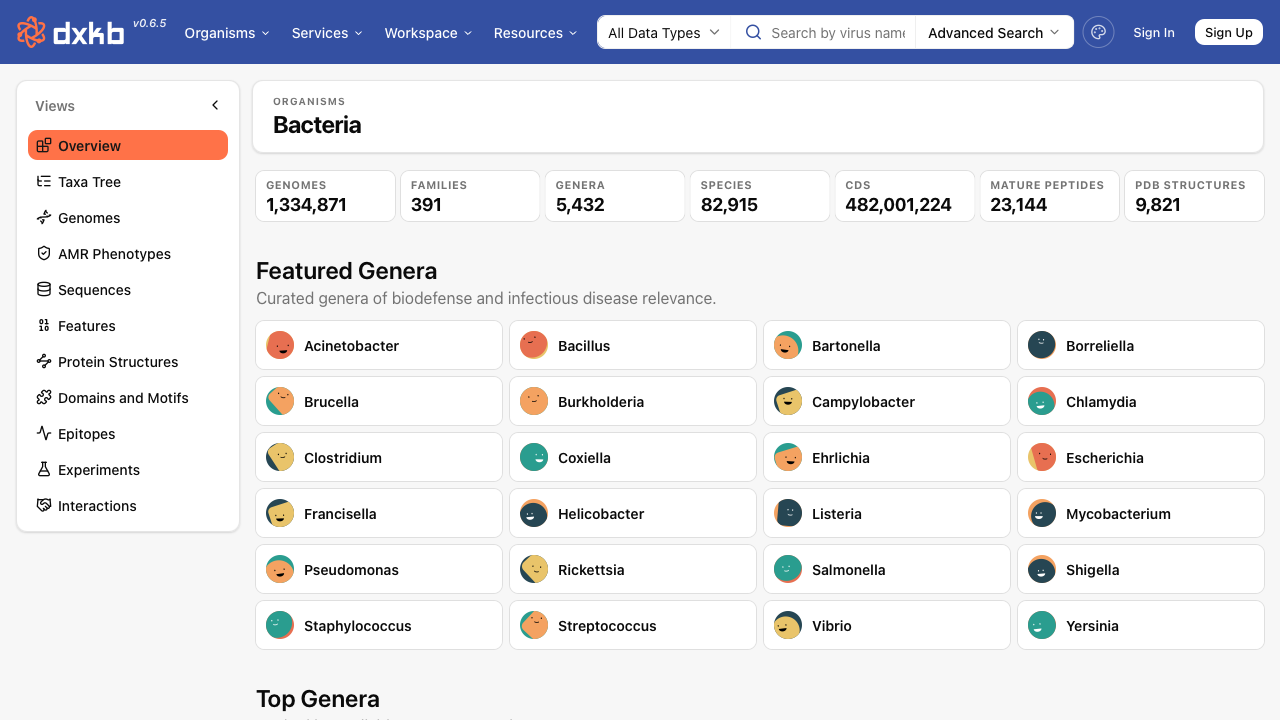 dxkb v0.6.5
Organisms
Services
Workspace
Resources
All Data Types
Search by virus name
Advanced Search
Sign In
Sign Up
Views
Overview
Taxa Tree
Genomes
AMR Phenotypes
Sequences
Features
Protein Structures
Domains and Motifs
Epitopes
Experiments
Interactions
ORGANISMS
Bacteria
GENOMES
1,334,871
FAMILIES
391
GENERA
5,432
SPECIES
82,915
CDS
482,001,224
MATURE PEPTIDES
23,144
PDB STRUCTURES
9,821
Featured Genera
Curated genera of biodefense and infectious disease relevance.
Acinetobacter
Bacillus
Bartonella
Borreliella
Brucella
Burkholderia
Campylobacter
Chlamydia
Clostridium
Coxiella
Ehrlichia
Escherichia
Francisella
Helicobacter
Listeria
Mycobacterium
Pseudomonas
Rickettsia
Salmonella
Shigella
Staphylococcus
Streptococcus
Vibrio
Yersinia
Top Genera